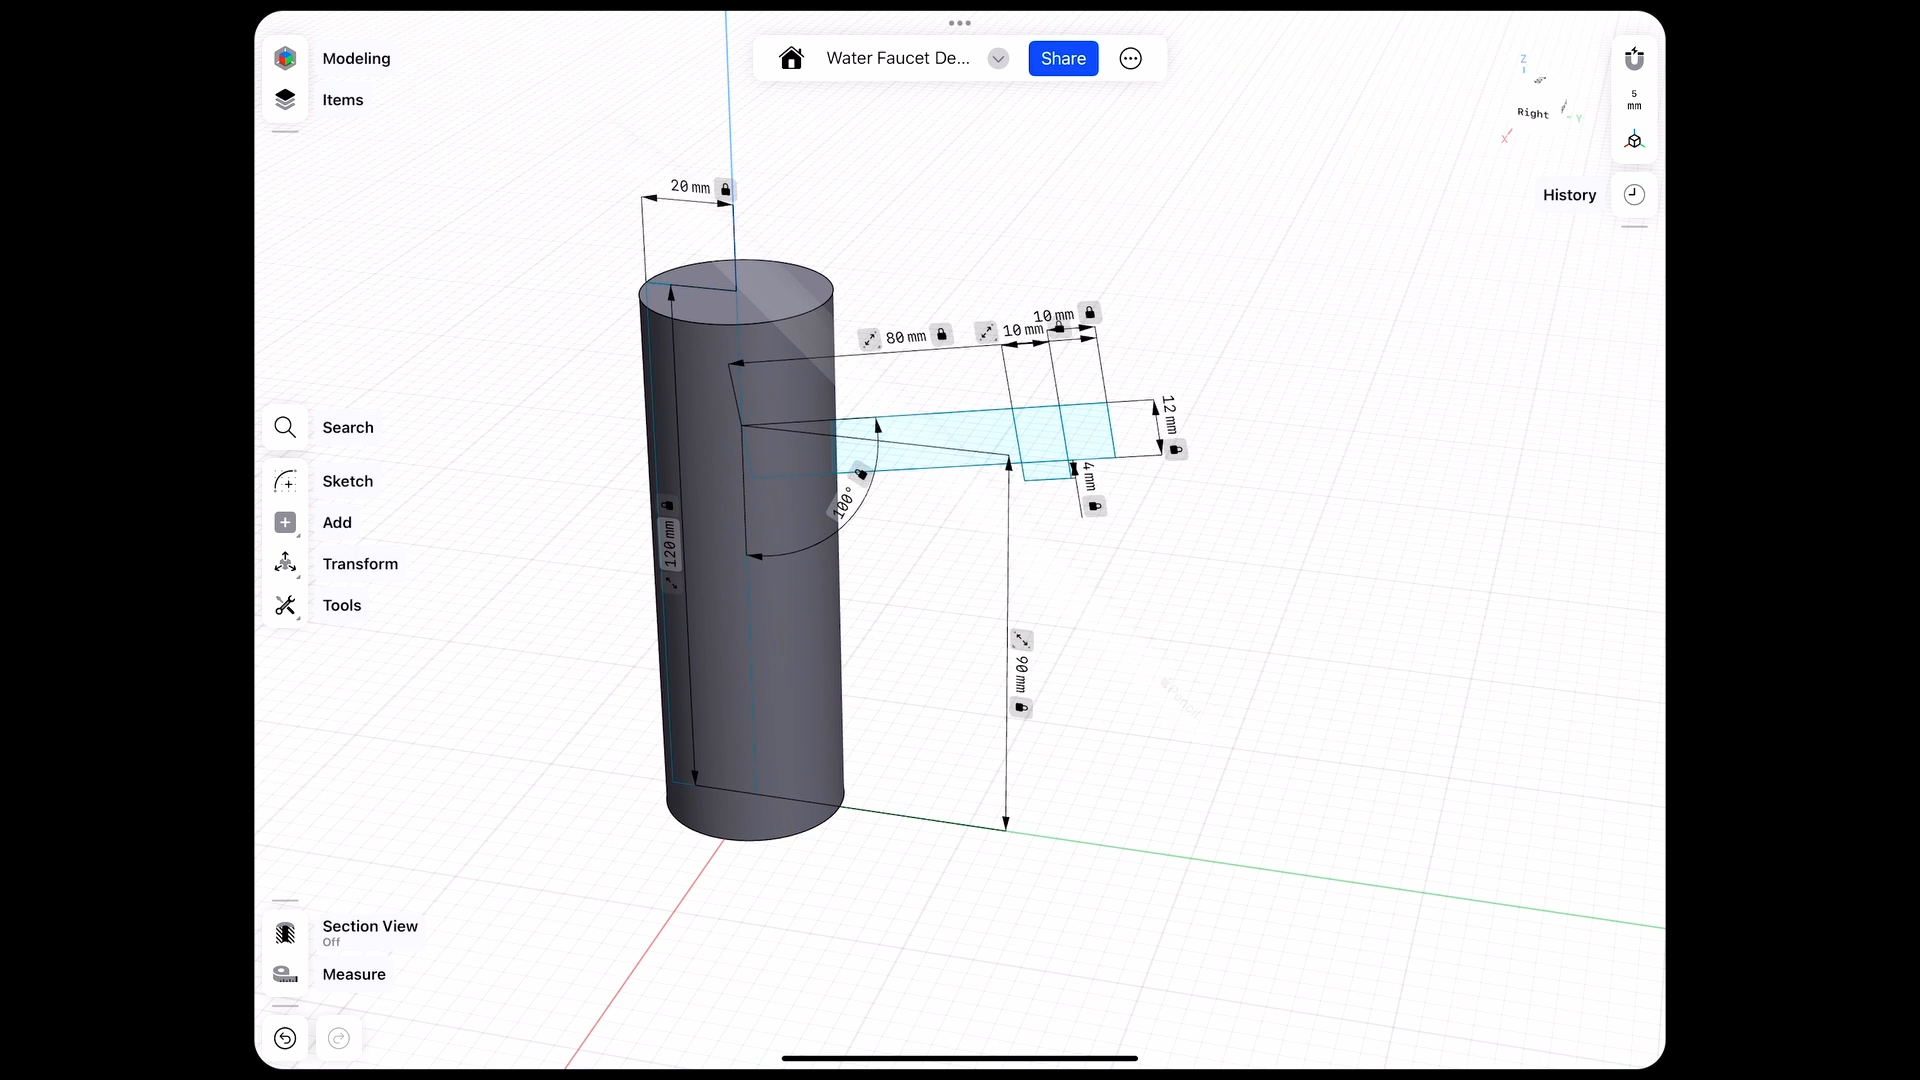 Modeling
Items
Water Faucet De...
Share
Z
Right
Y
X
5
mm
History
20 mm
80 mm
10 mm
10 mm
12 mm
4 mm
100°
120 mm
90 mm
Search
Sketch
Add
Transform
Tools
Section View
Off
Measure